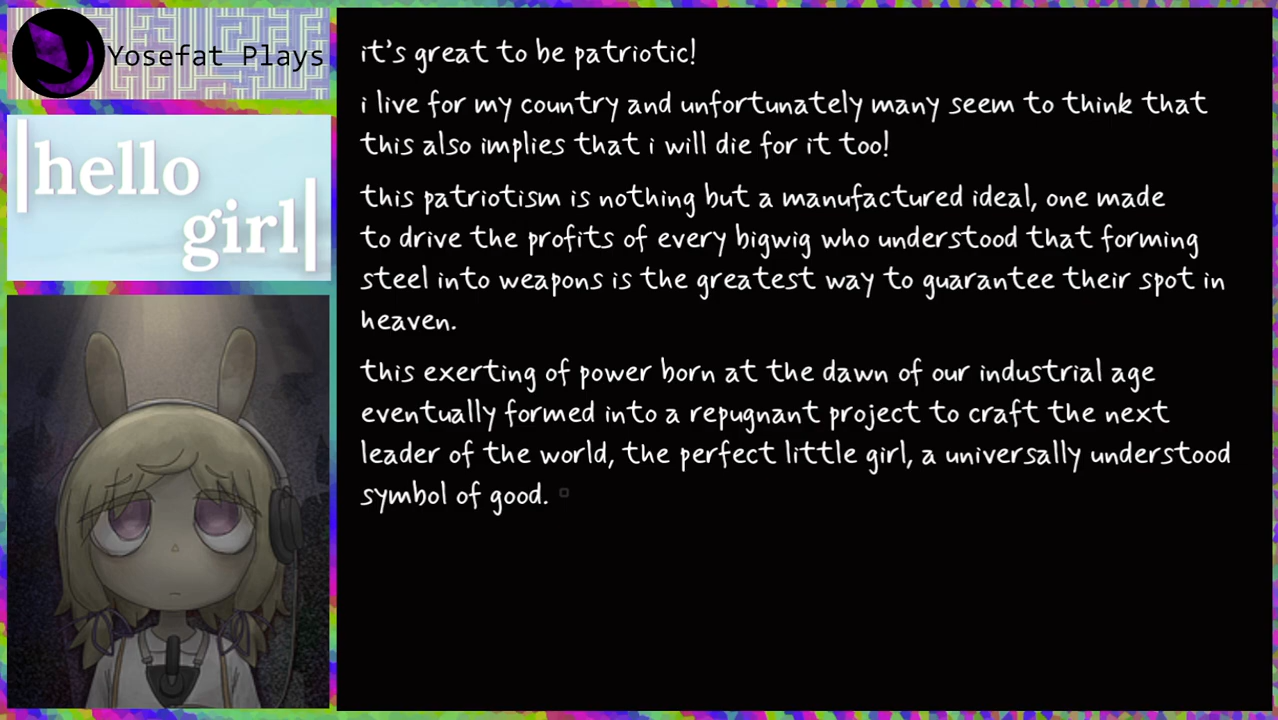 Yosefat Plays
|hello
girl|
it's great to be patriotic!
i live for my country and unfortunately many seem to think that
this also implies that i will die for it too!
this patriotism is nothing but a manufactured ideal, one made
to drive the profits of every bigwig who understood that forming
steel into weapons is the greatest way to guarantee their spot in
heaven.
this exerting of power born at the dawn of our industrial age
eventually formed into a repugnant project to craft the next
leader of the world, the perfect little girl, a universally understood
symbol of good.